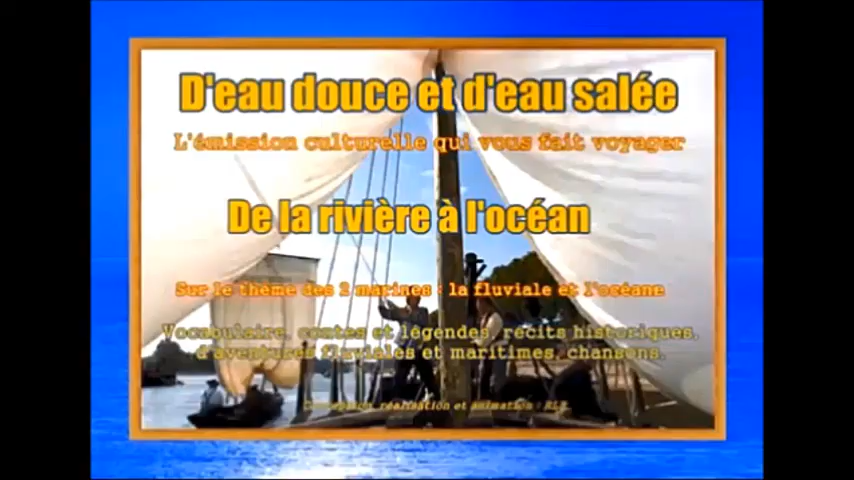 D'eau douce et d'eau salée
L'émission culturelle qui vous fait voyager
De la rivière à l'océan
Sur le thème des 2 marines : la fluviale et l'océane
Vocabulaire, contes et légendes, récits historiques,
d'aventures fluviales et maritimes, chansons.
Conception, réalisation et animation : RLB